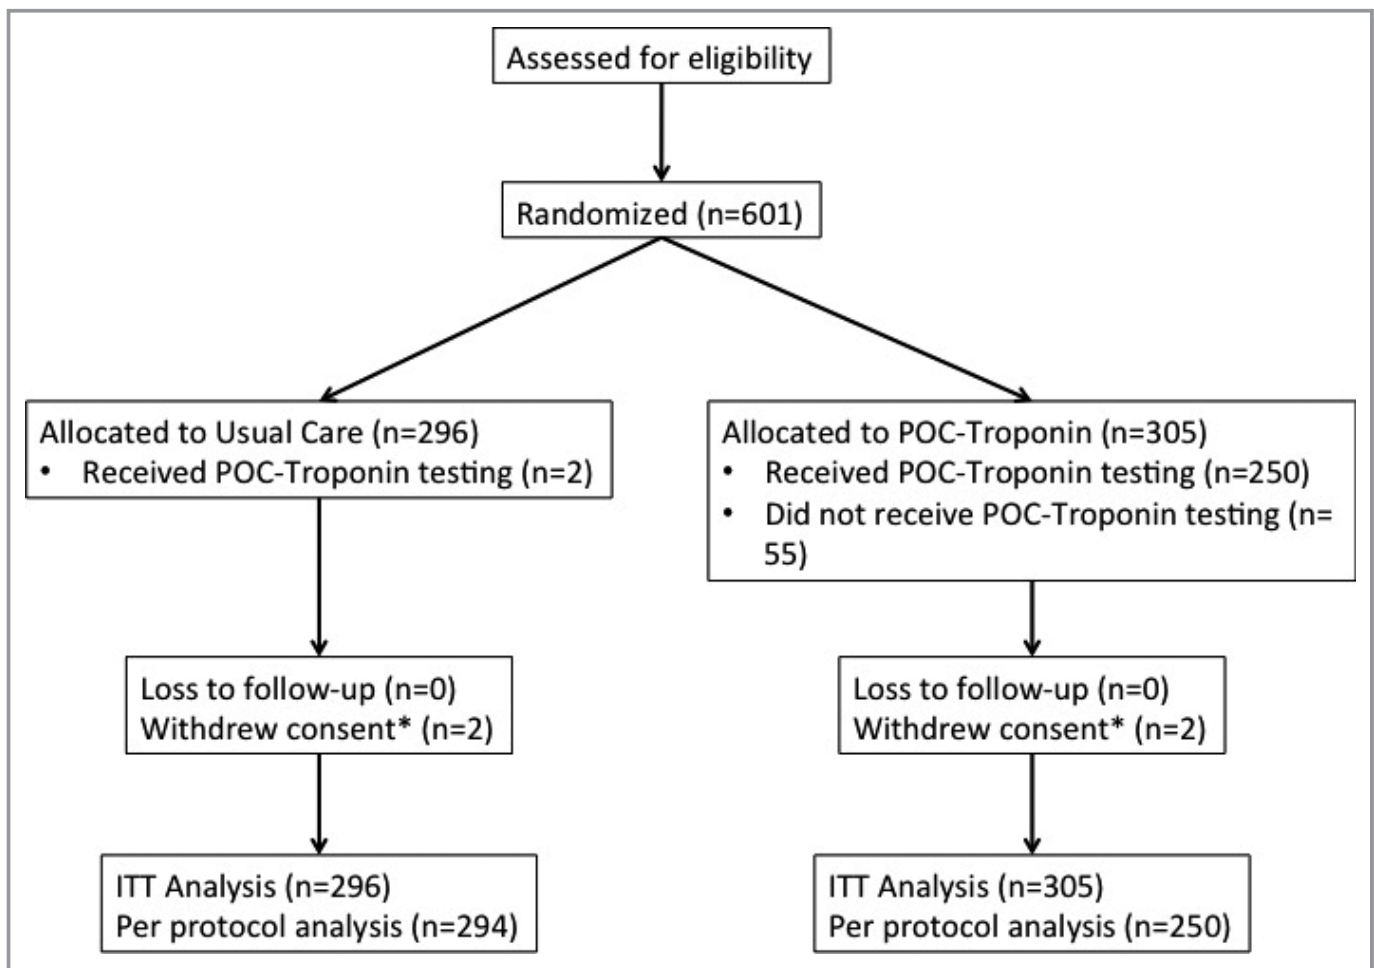 Assessed for eligibility
Randomized (n=601)
Allocated to Usual Care (n=296)
• Received POC-Troponin testing (n=2)
Allocated to POC-Troponin (n=305)
• Received POC-Troponin testing (n=250)
• Did not receive POC-Troponin testing (n=
55)
Loss to follow-up (n=0)
Withdrew consent* (n=2)
Loss to follow-up (n=0)
Withdrew consent* (n=2)
ITT Analysis (n=296)
Per protocol analysis (n=294)
ITT Analysis (n=305)
Per protocol analysis (n=250)